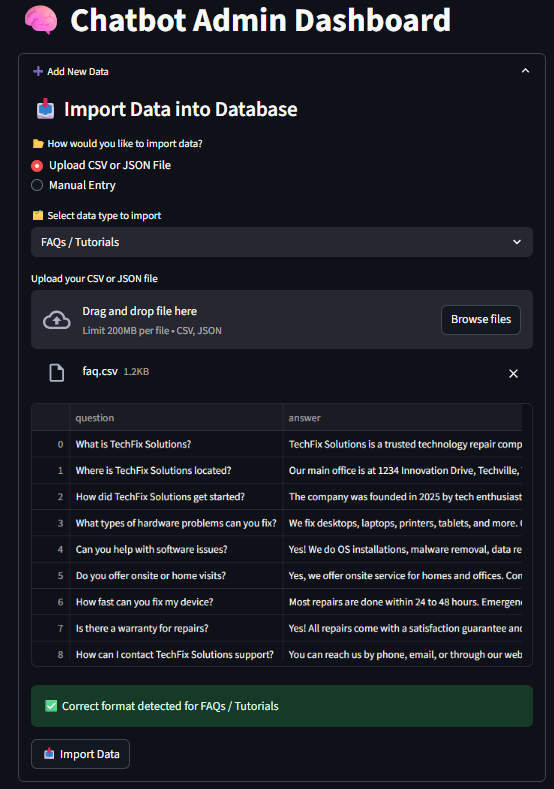 Chatbot Admin Dashboard
Add New Data
Import Data into Database
How would you like to import data?
Upload CSV or JSON File
Manual Entry
Select data type to import
FAQs / Tutorials
Upload your CSV or JSON file
Drag and drop file here
Limit 200MB per file • CSV, JSON
Browse files
faq.csv 1.2KB
question answer
0 What is TechFix Solutions? TechFix Solutions is a trusted technology repair comp
1 Where is TechFix Solutions located? Our main office is at 1234 Innovation Drive, Techville,
2 How did TechFix Solutions get started? The company was founded in 2025 by tech enthusiast
3 What types of hardware problems can you fix? We fix desktops, laptops, printers, tablets, and more.
4 Can you help with software issues? Yes! We do OS installations, malware removal, data re
5 Do you offer onsite or home visits? Yes, we offer onsite service for homes and offices. Con
6 How fast can you fix my device? Most repairs are done within 24 to 48 hours. Emergen
7 Is there a warranty for repairs? Yes! All repairs come with a satisfaction guarantee and
8 How can I contact TechFix Solutions support? You can reach us by phone, email, or through our web
Correct format detected for FAQs / Tutorials
Import Data